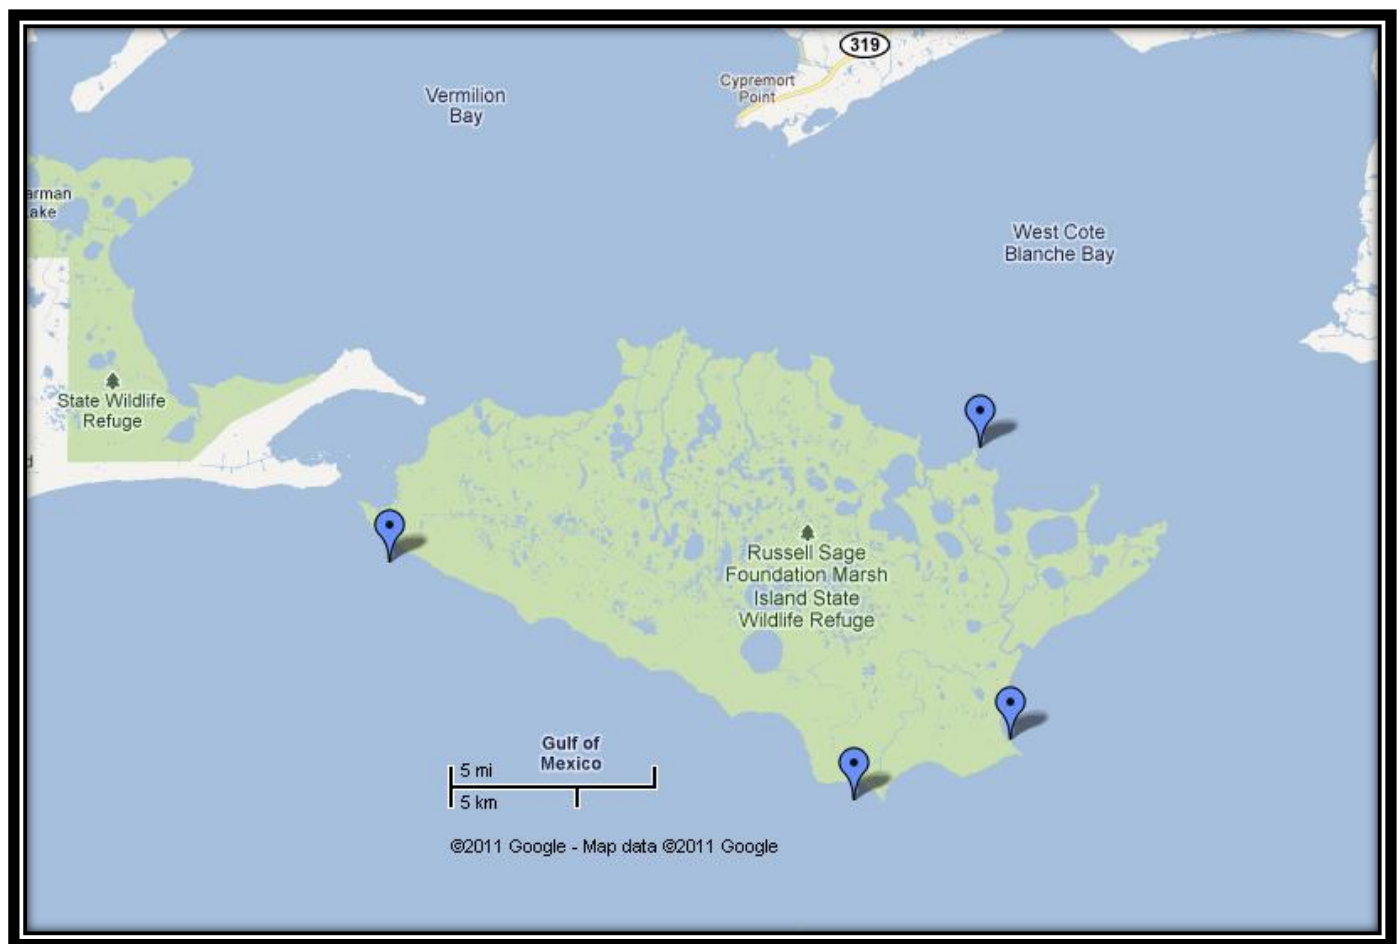 319
Cypremort
Point
Vermilion
Bay
West Cote
Blanche Bay
State Wildlife
Refuge
Russell Sage
Foundation Marsh
Island State
Wildlife Refuge
Gulf of
Mexico
5 mi
5 km
©2011 Google - Map data ©2011 Google